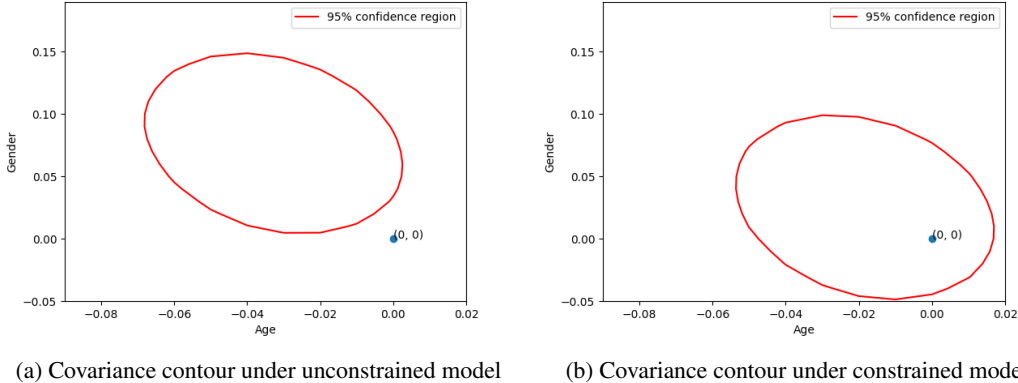 95% confidence region
0.15
0.10
0.05
0.00
−0.05
Gender
(0, 0)
−0.08 −0.06 −0.04 −0.02 0.00 0.02
Age
(a) Covariance contour under unconstrained model
95% confidence region
0.15
0.10
0.05
0.00
−0.05
Gender
(0, 0)
−0.08 −0.06 −0.04 −0.02 0.00 0.02
Age
(b) Covariance contour under constrained mode